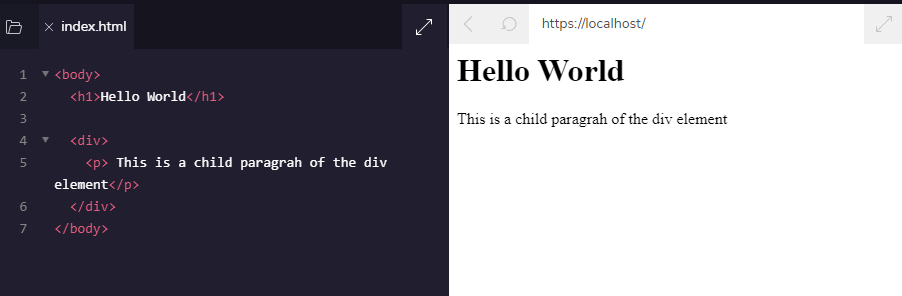 index.html
1 <body>
2 <h1>Hello World</h1>
3
4 <div>
5 <p> This is a child paragrah of the div
element</p>
6 </div>
7 </body>
https://localhost/
Hello World
This is a child paragrah of the div element